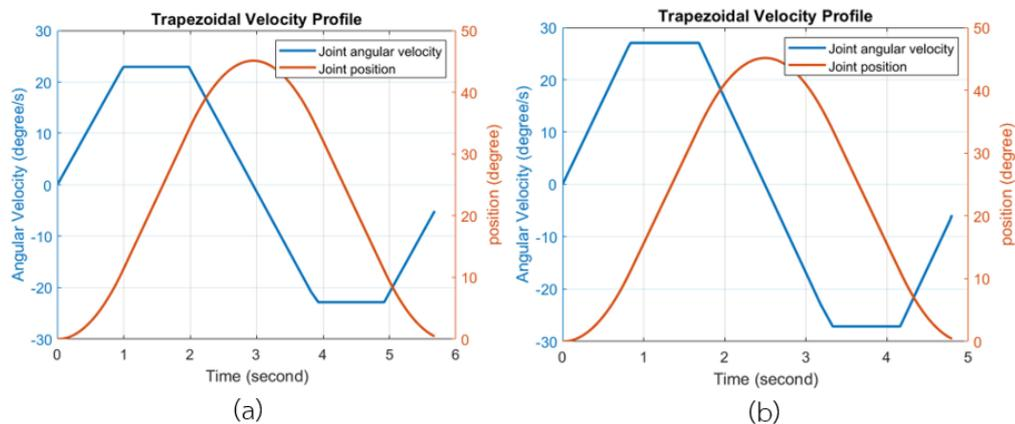 Trapezoidal Velocity Profile
30
20
10
0
-10
-20
-30
Angular Velocity (degree/s)
Joint angular velocity
Joint position
50
40
30
20
10
0
position (degree)
0 1 2 3 4 5 6
Time (second)
(a)
Trapezoidal Velocity Profile
30
20
10
0
-10
-20
-30
Angular Velocity (degree/s)
Joint angular velocity
Joint position
50
40
30
20
10
0
position (degree)
0 1 2 3 4 5
Time (second)
(b)